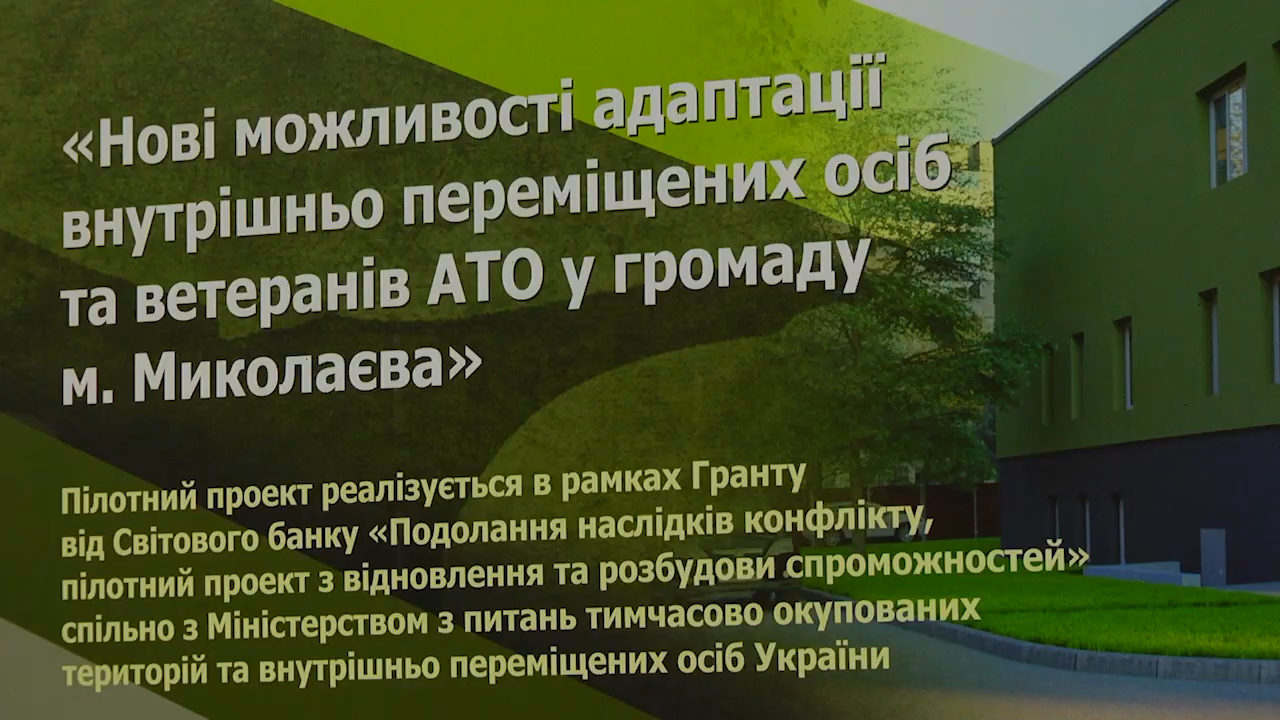 «Нові можливості адаптації
внутрішньо переміщених осіб
та ветеранів АТО у громаду
м. Миколаєва»
Пілотний проект реалізується в рамках Гранту
від Світового банку «Подолання наслідків конфлікту,
пілотний проект з відновлення та розбудови спроможностей»
спільно з Міністерством з питань тимчасово окупованих
територій та внутрішньо переміщених осіб України